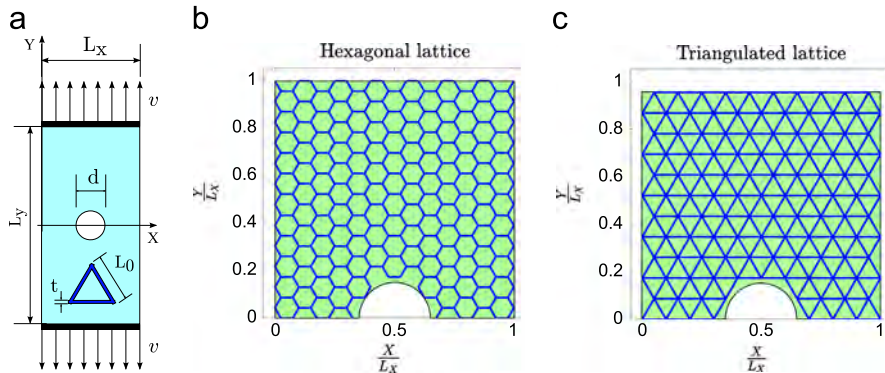 a
Y
L_X
v
d
L_y
X
L_0
t
v
b
Hexagonal lattice
1
0.8
0.6
0.4
0.2
0
Y/L_X
0
0.5
1
X/L_X
c
Triangulated lattice
1
0.8
0.6
0.4
0.2
0
Y/L_X
0
0.5
1
X/L_X